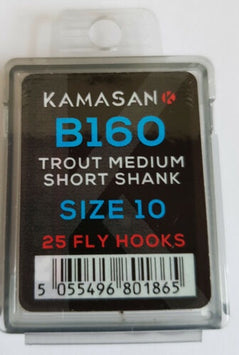 KAMASAN K
B160
TROUT MEDIUM
SHORT SHANK
SIZE 10
25 FLY HOOKS
5 055496 801865